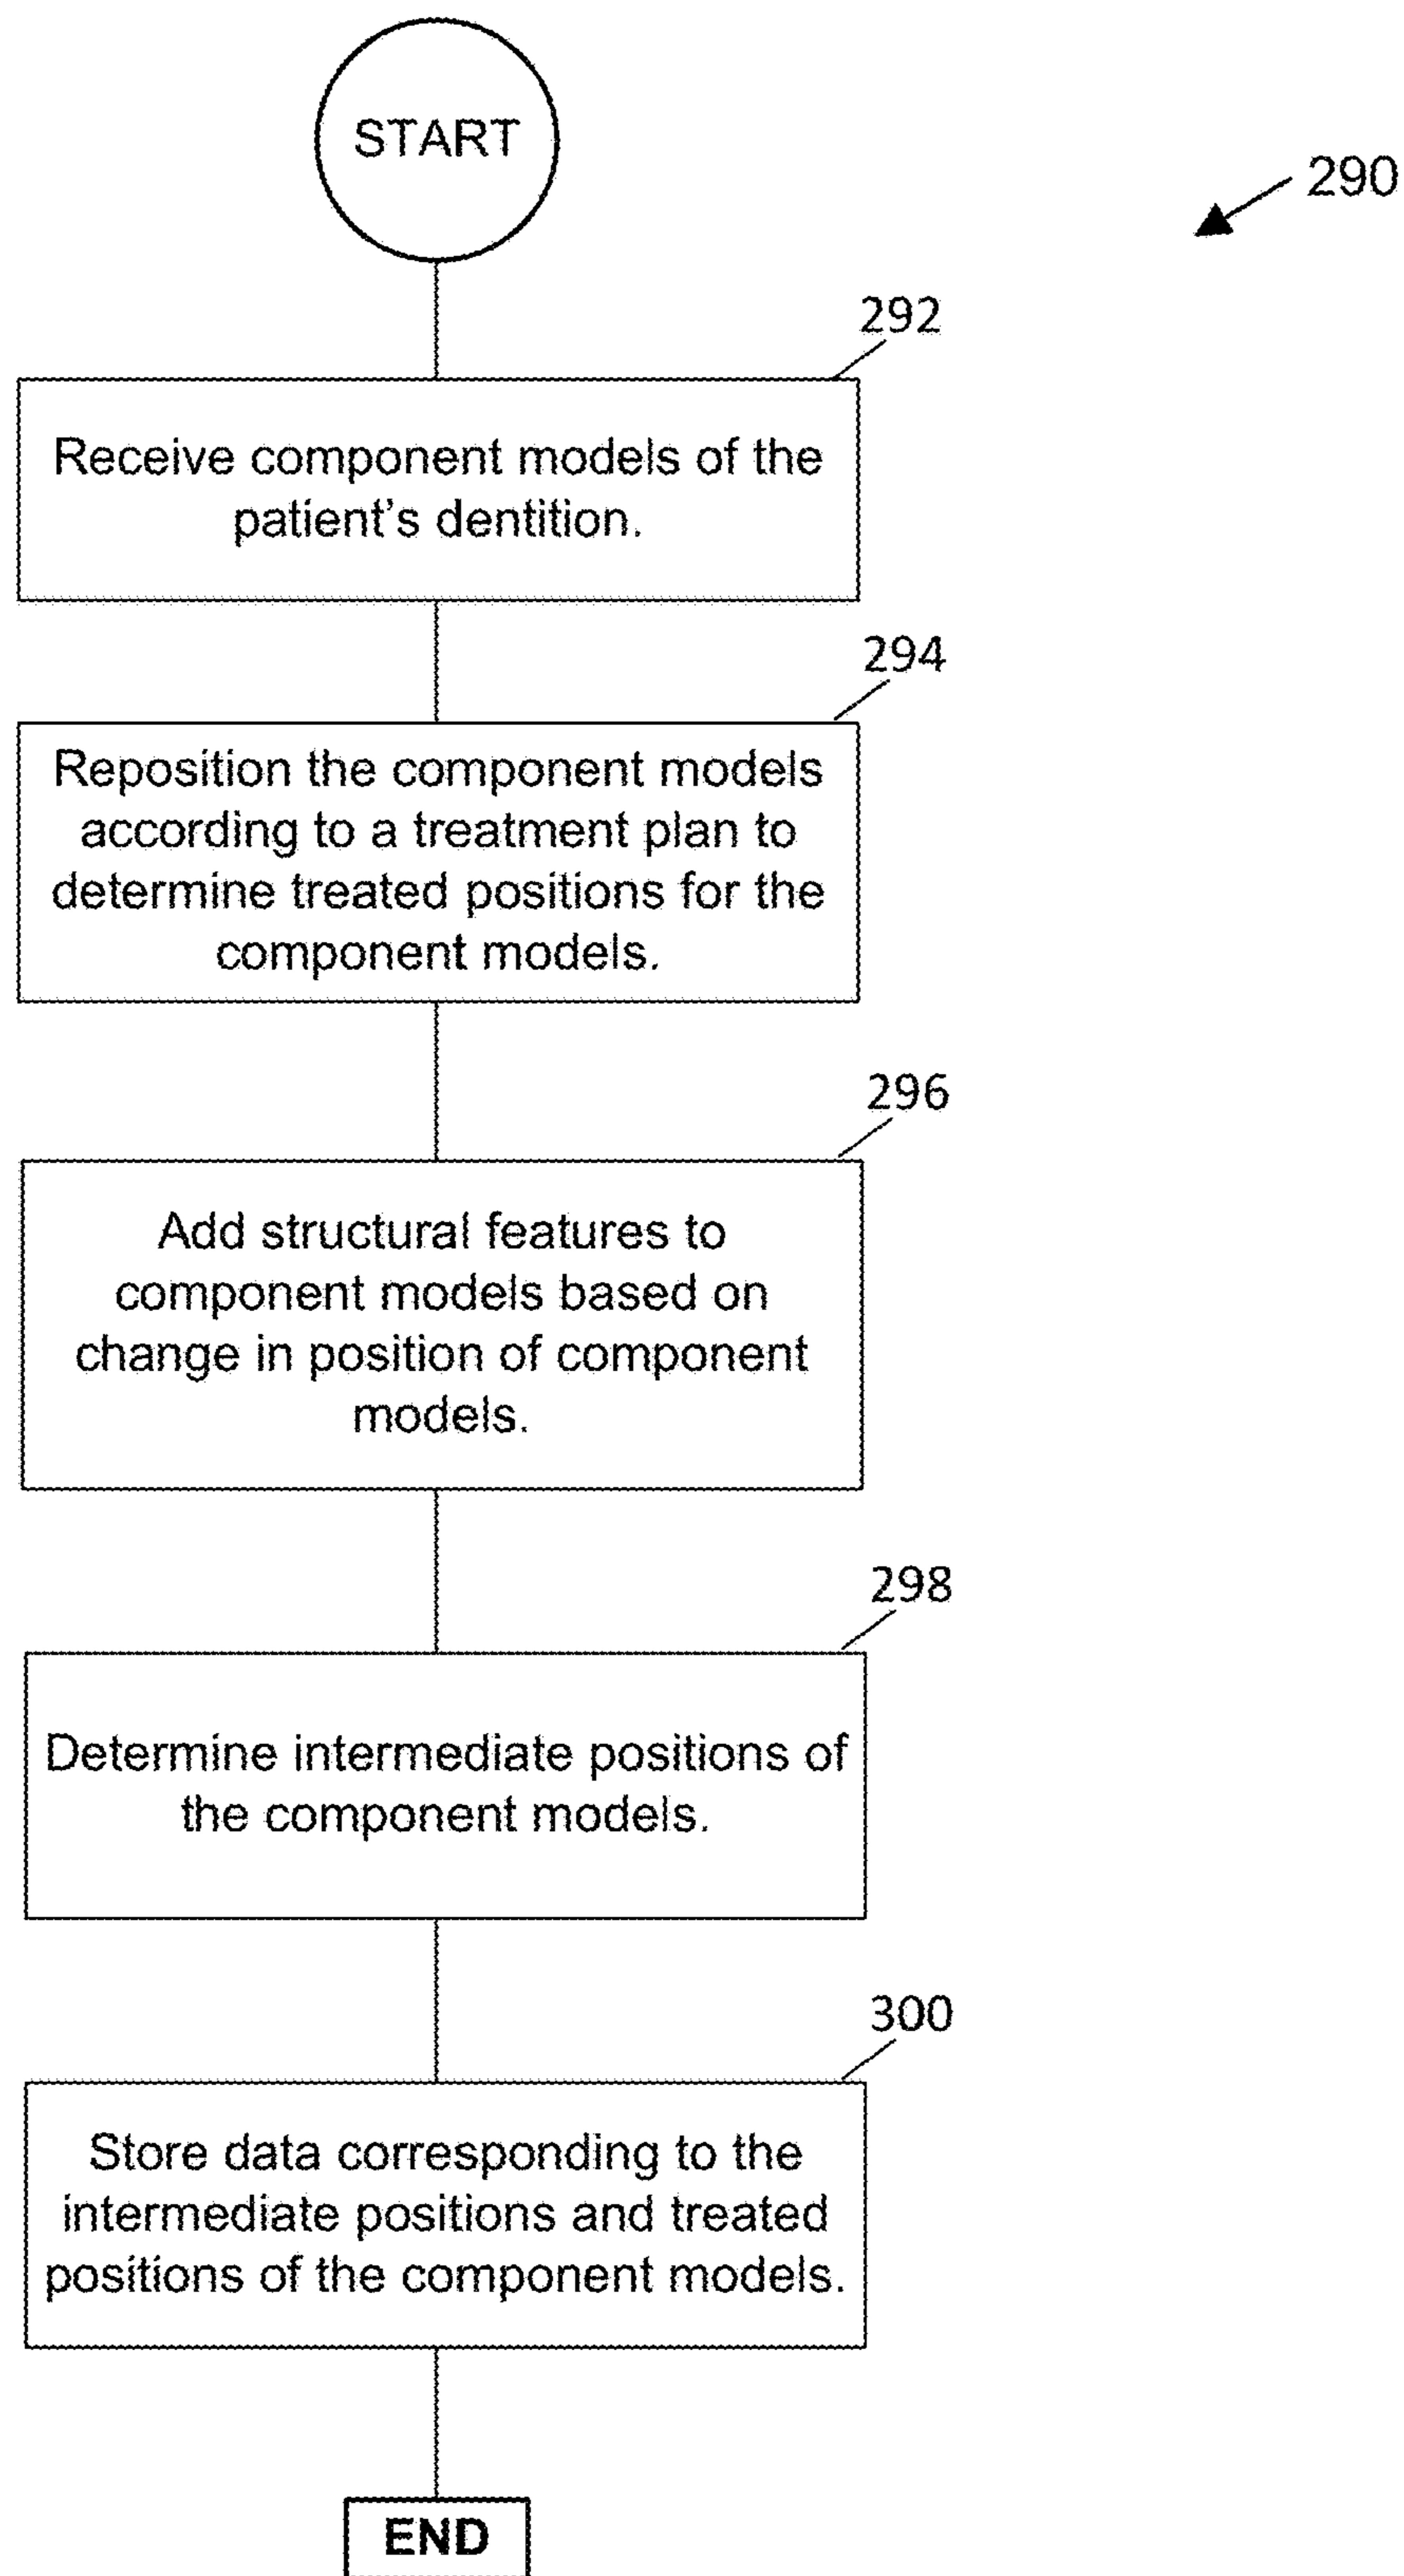 START
290
292
Receive component models of the
patient’s dentition.
294
Reposition the component models
according to a treatment plan to
determine treated positions for the
component models.
296
Add structural features to
component models based on
change in position of component
models.
298
Determine intermediate positions of
the component models.
300
Store data corresponding to the
intermediate positions and treated
positions of the component models.
END